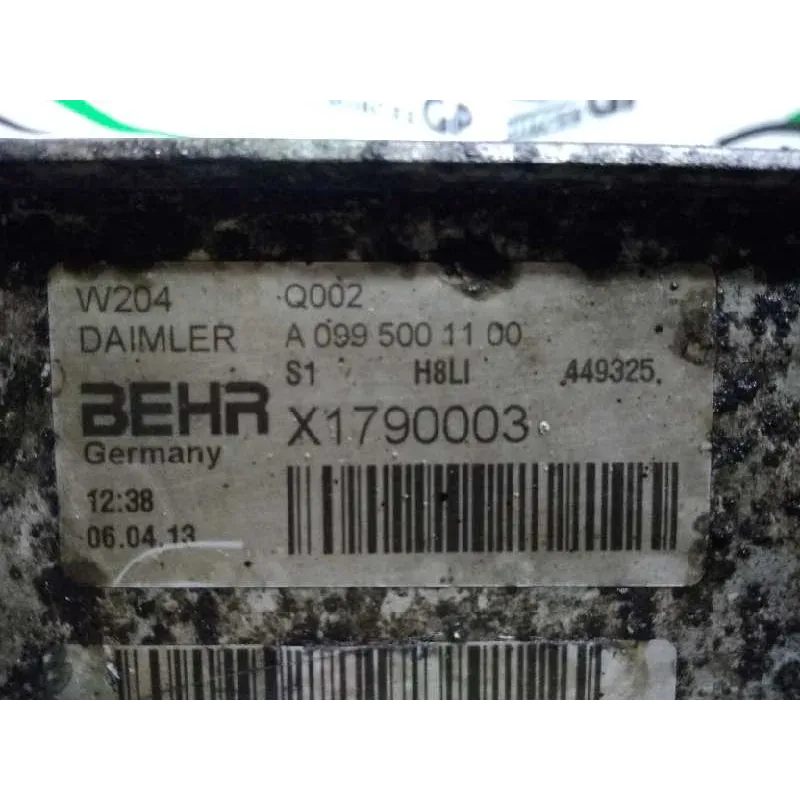 W204 Q002
DAIMLER A 099 500 11 00
S1 H8LI 449325
BEHR X1790003
Germany
12:38
06.04.13